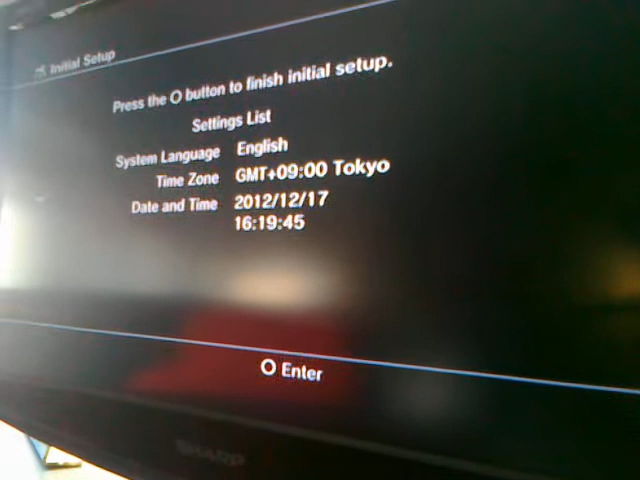 Initial Setup
Press the O button to finish initial setup.
Settings List
System Language English
Time Zone GMT+09:00 Tokyo
Date and Time 2012/12/17
16:19:45
O Enter
SHARP